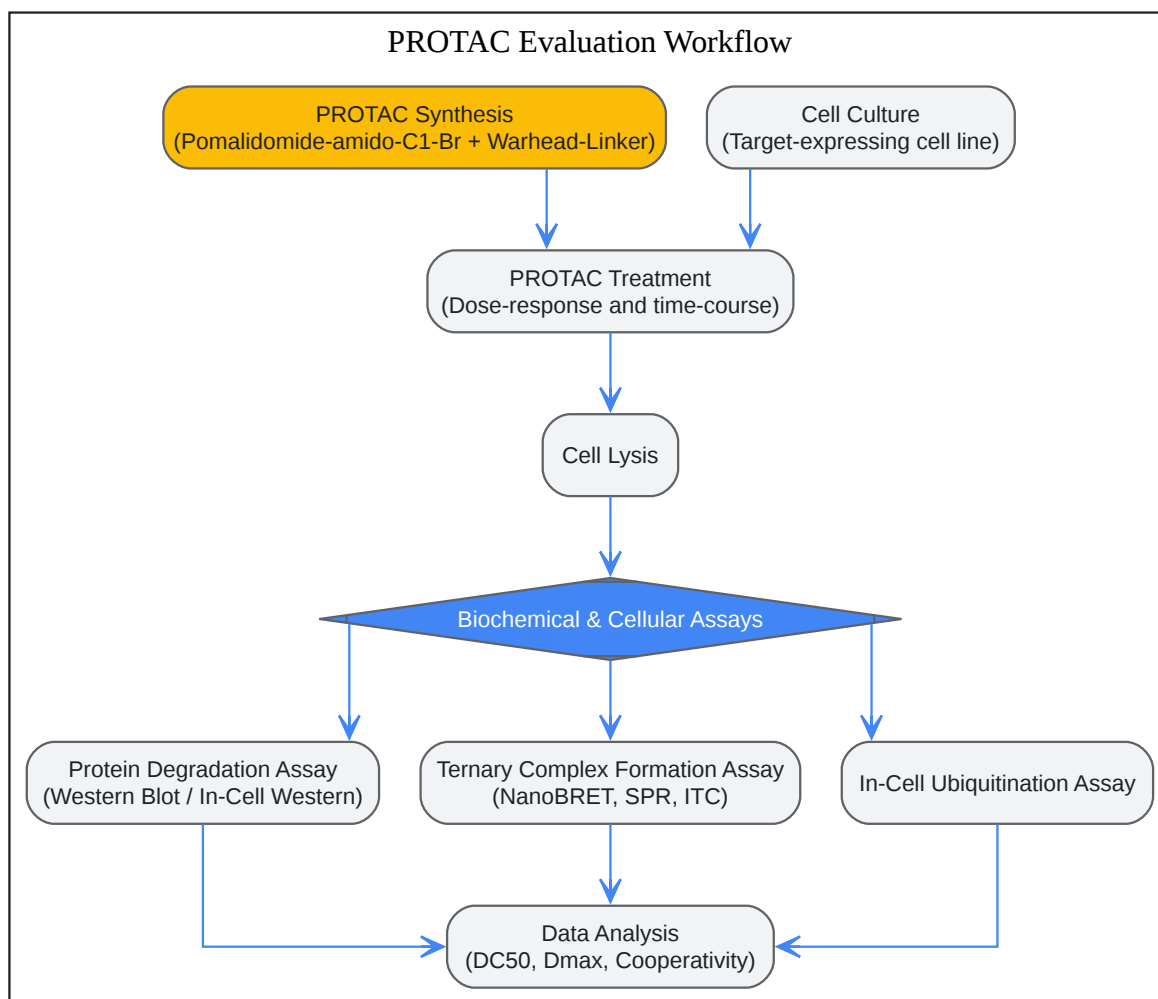 PROTAC Evaluation Workflow
PROTAC Synthesis
(Pomalidomide-amido-C1-Br + Warhead-Linker)
Cell Culture
(Target-expressing cell line)
PROTAC Treatment
(Dose-response and time-course)
Cell Lysis
Biochemical & Cellular Assays
Protein Degradation Assay
(Western Blot / In-Cell Western)
Ternary Complex Formation Assay
(NanoBRET, SPR, ITC)
In-Cell Ubiquitination Assay
Data Analysis
(DC50, Dmax, Cooperativity)